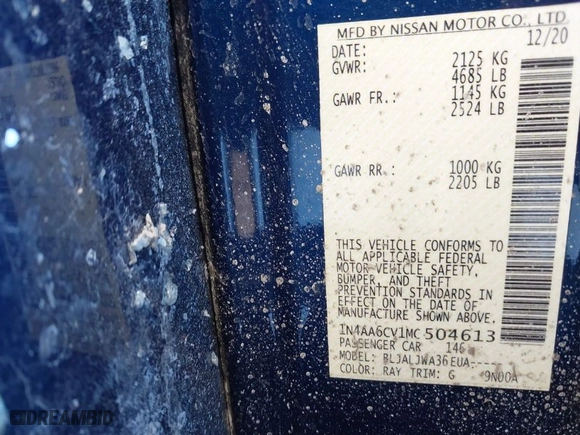 MFD BY NISSAN MOTOR CO., LTD.
DATE: 12/20
GVWR: 2125 KG
4685 LB
GAWR FR.: 1145 KG
2524 LB
GAWR RR.: 1000 KG
2205 LB
THIS VEHICLE CONFORMS TO
ALL APPLICABLE FEDERAL
MOTOR VEHICLE SAFETY,
BUMPER, AND THEFT
PREVENTION STANDARDS IN
EFFECT ON THE DATE OF
MANUFACTURE SHOWN ABOVE.
1N4AA6CV1MC504613
PASSENGER CAR 146
MODEL: BLJALJWA36EUA
COLOR: RAY TRIM: G 9N00A
DREAMBID